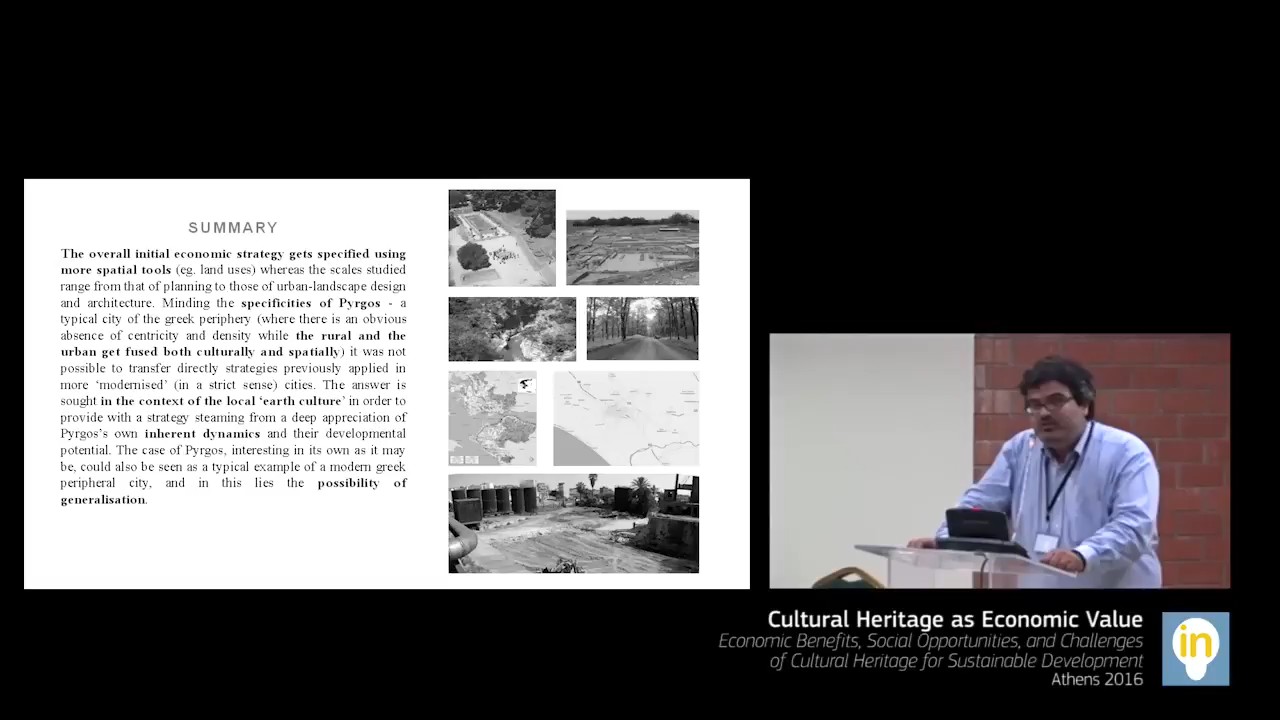 SUMMARY
The overall initial economic strategy gets specified using
more spatial tools (eg. land uses) whereas the scales studied
range from that of planning to those of urban-landscape design
and architecture. Minding the specificities of Pyrgos - a
typical city of the greek periphery (where there is an obvious
absence of centricity and density while the rural and the
urban get fused both culturally and spatially) it was not
possible to transfer directly strategies previously applied in
more ‘modernised’ (in a strict sense) cities. The answer is
sought in the context of the local ‘earth culture’ in order to
provide with a strategy steaming from a deep appreciation of
Pyrgos’s own inherent dynamics and their developmental
potential. The case of Pyrgos, interesting in its own as it may
be, could also be seen as a typical example of a modern greek
peripheral city, and in this lies the possibility of
generalisation.
Cultural Heritage as Economic Value
Economic Benefits, Social Opportunities, and Challenges
of Cultural Heritage for Sustainable Development
Athens 2016
in